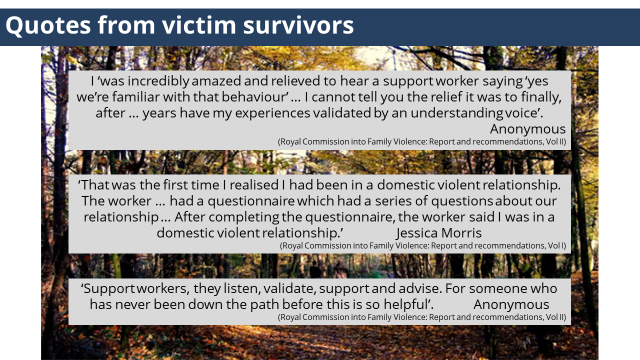 Quotes from victim survivors
I ‘was incredibly amazed and relieved to hear a support worker saying ‘yes
we’re familiar with that behaviour’ ... I cannot tell you the relief it was to finally,
after ... years have my experiences validated by an understanding voice’.
Anonymous
(Royal Commission into Family Violence: Report and recommendations, Vol II)
‘That was the first time I realised I had been in a domestic violent relationship.
The worker ... had a questionnaire which had a series of questions about our
relationship ... After completing the questionnaire, the worker said I was in a
domestic violent relationship.’ Jessica Morris
(Royal Commission into Family Violence: Report and recommendations, Vol I)
‘Support workers, they listen, validate, support and advise. For someone who
has never been down the path before this is so helpful’. Anonymous
(Royal Commission into Family Violence: Report and recommendations, Vol II)